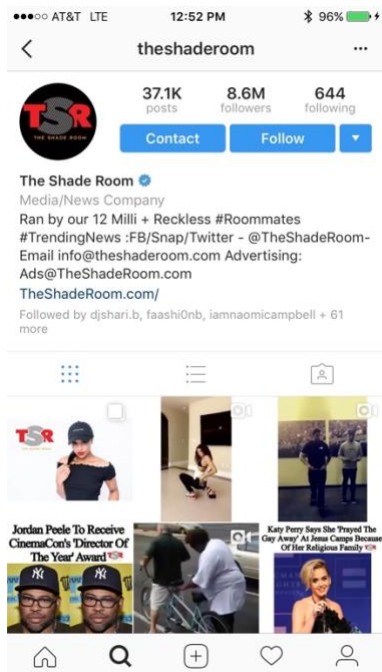 AT&T LTE 12:52 PM 96%
theshaderoom
37.1K 8.6M 644
posts followers following
TSR
THE SHADE ROOM
Contact Follow
The Shade Room
Media/News Company
Ran by our 12 Milli + Reckless #Roommates
#TrendingNews :FB/Snap/Twitter - @TheShadeRoom-
Email info@theshaderoom.com Advertising:
Ads@TheShadeRoom.com
TheShadeRoom.com/
Followed by djshari.b, faashi0nb, iamnaomicampbell + 61
more
TSR
Jordan Peele To Receive
CinemaCon's 'Director Of
The Year' Award TSR
Katy Perry Says She 'Prayed The
Gay Away' At Jesus Camps Because
Of Her Religious Family TSR